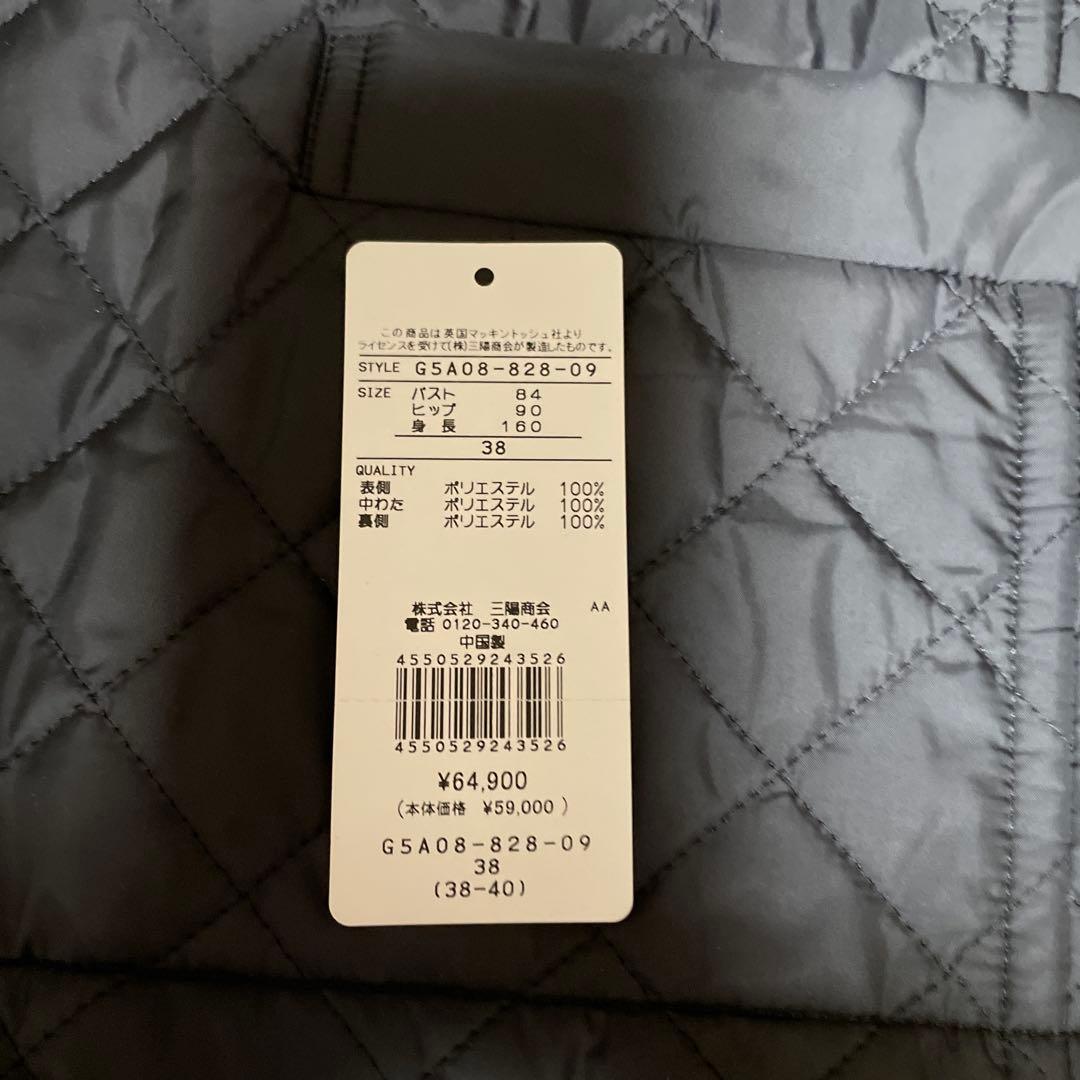 この商品は英国マッキントッシュ社より
ライセンスを受けて(株)三陽商会が製造したものです。
STYLE G5A08-828-09
SIZE バスト 84
ヒップ 90
身長 160
38
QUALITY
表側 ポリエステル 100%
中わた ポリエステル 100%
裏側 ポリエステル 100%
株式会社 三陽商会 AA
電話 0120-340-460
中国製
4550529243526
4550529243526
¥64,900
(本体価格 ¥59,000)
G5A08-828-09
38
(38-40)